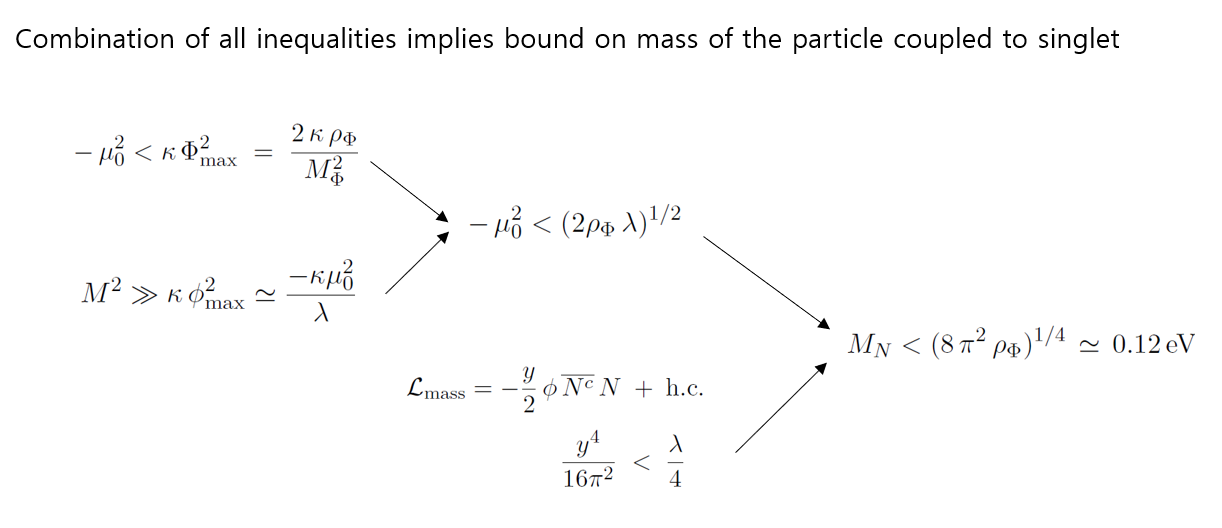 Combination of all inequalities implies bound on mass of the particle coupled to singlet
− μ₀² < κ Φ²_max = 2 κ ρ_Φ / M_Φ²
− μ₀² < (2ρ_Φ λ)^{1/2}
M² ≫ κ ϕ²_max ≃ −κμ₀² / λ
M_N < (8 π² ρ_Φ)^{1/4} ≃ 0.12 eV
ℒ_mass = − y/2 ϕ \overline{N^c} N + h.c.
y⁴ / 16π² < λ / 4